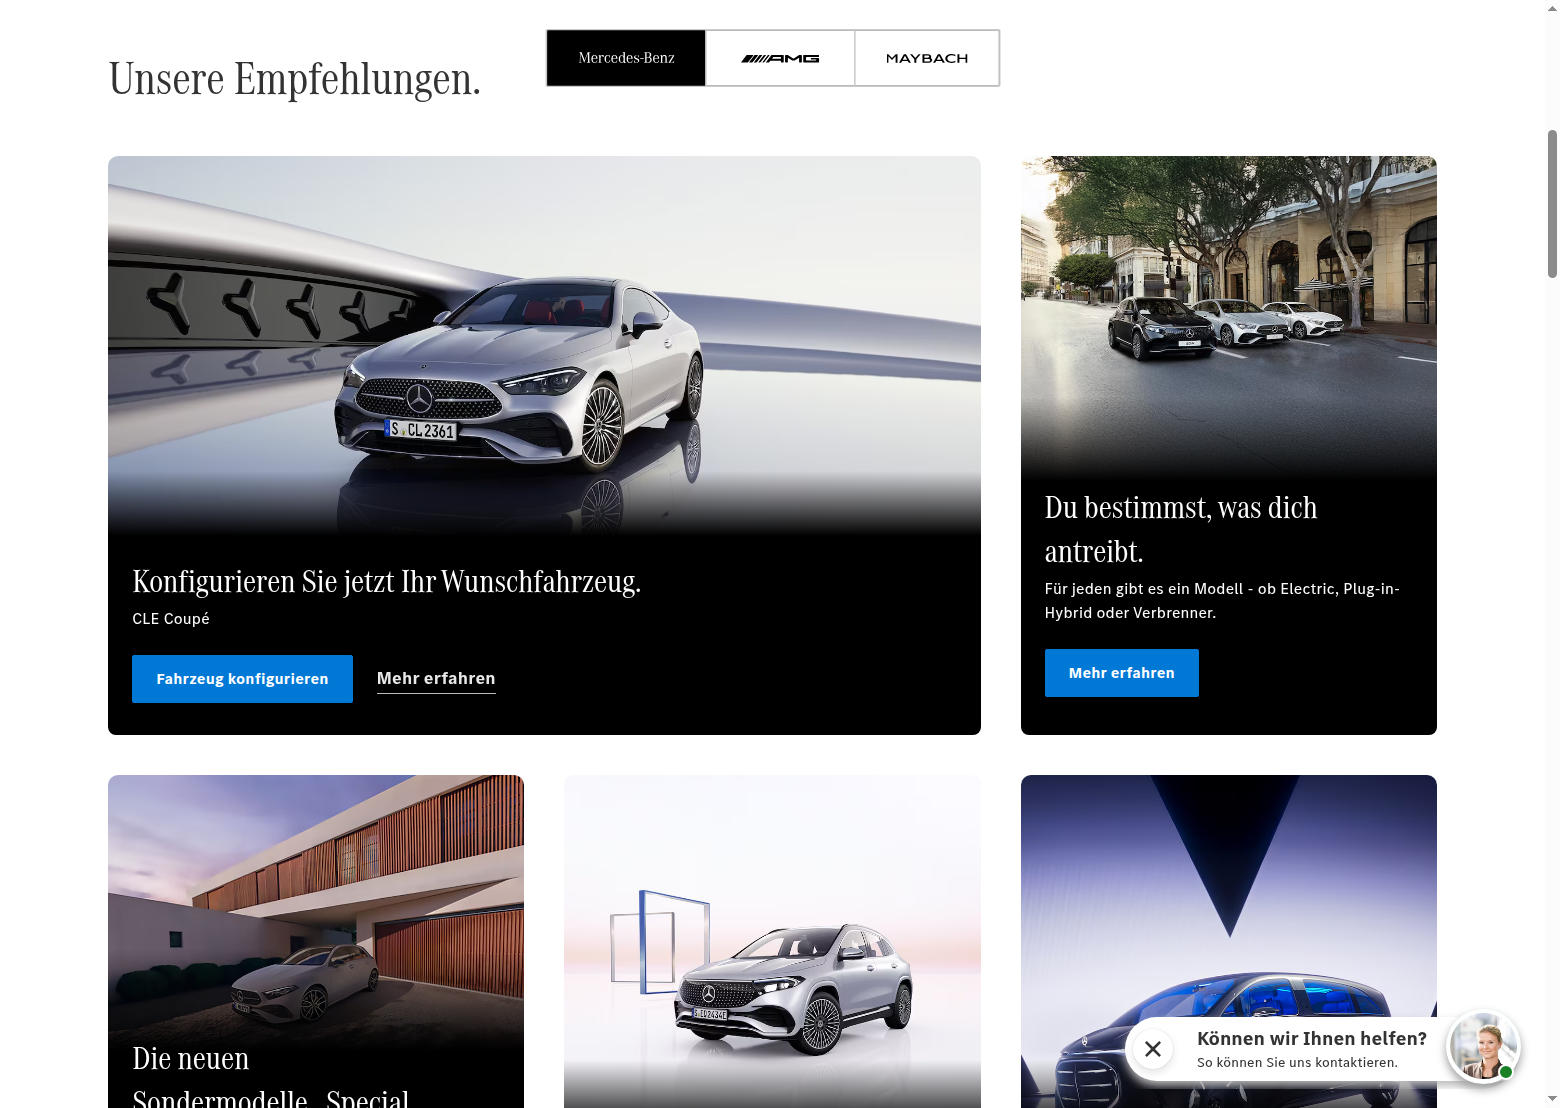 Unsere Empfehlungen.
Mercedes-Benz
AMG
MAYBACH
S CL 2361
Konfigurieren Sie jetzt Ihr Wunschfahrzeug.
CLE Coupé
Fahrzeug konfigurieren
Mehr erfahren
Du bestimmst, was dich
antreibt.
Für jeden gibt es ein Modell - ob Electric, Plug-in-
Hybrid oder Verbrenner.
Mehr erfahren
Die neuen
Sondermodelle „Special
Können wir Ihnen helfen?
So können Sie uns kontaktieren.